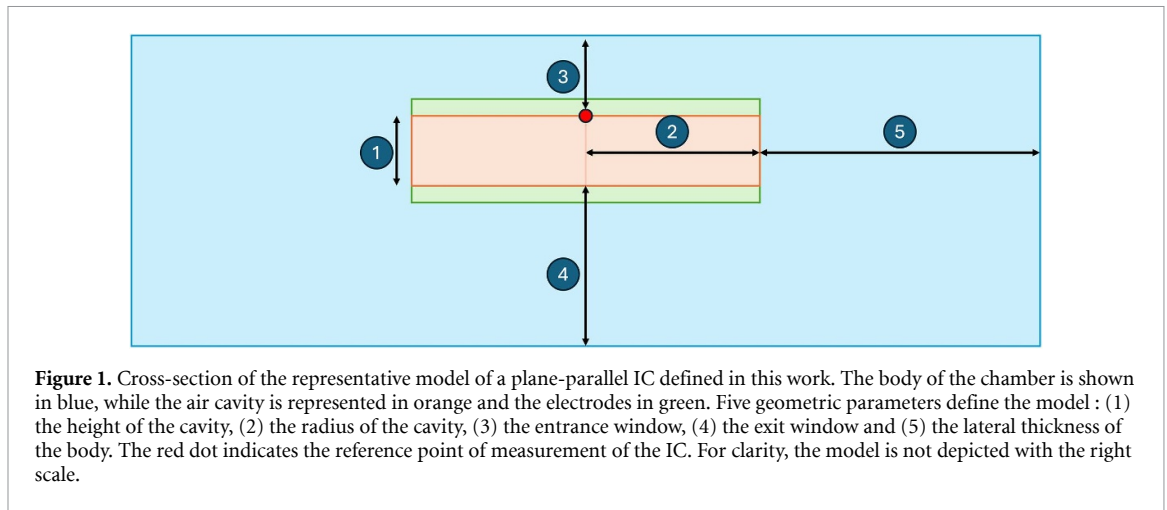 3
2
5
1
4
Figure 1. Cross-section of the representative model of a plane-parallel IC defined in this work. The body of the chamber is shown
in blue, while the air cavity is represented in orange and the electrodes in green. Five geometric parameters define the model : (1)
the height of the cavity, (2) the radius of the cavity, (3) the entrance window, (4) the exit window and (5) the lateral thickness of
the body. The red dot indicates the reference point of measurement of the IC. For clarity, the model is not depicted with the right
scale.